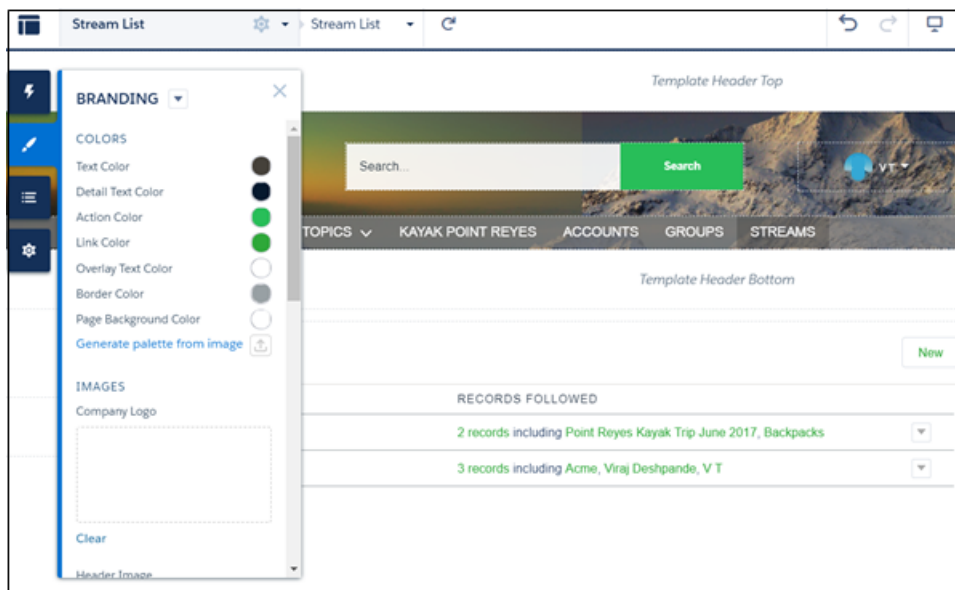 Stream List
Stream List
Template Header Top
BRANDING
COLORS
Text Color
Detail Text Color
Action Color
Link Color
Overlay Text Color
Border Color
Page Background Color
Generate palette from image
IMAGES
Company Logo
Clear
Header Image
Search...
Search
VT
TOPICS
KAYAK POINT REYES
ACCOUNTS
GROUPS
STREAMS
Template Header Bottom
New
RECORDS FOLLOWED
2 records including Point Reyes Kayak Trip June 2017, Backpacks
3 records including Acme, Viraj Deshpande, V T